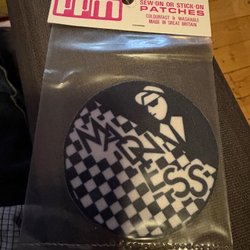 SEW-ON OR STICK-ON
PATCHES
COLOURFAST & WASHABLE
MADE IN GREAT BRITAIN
MADNESS